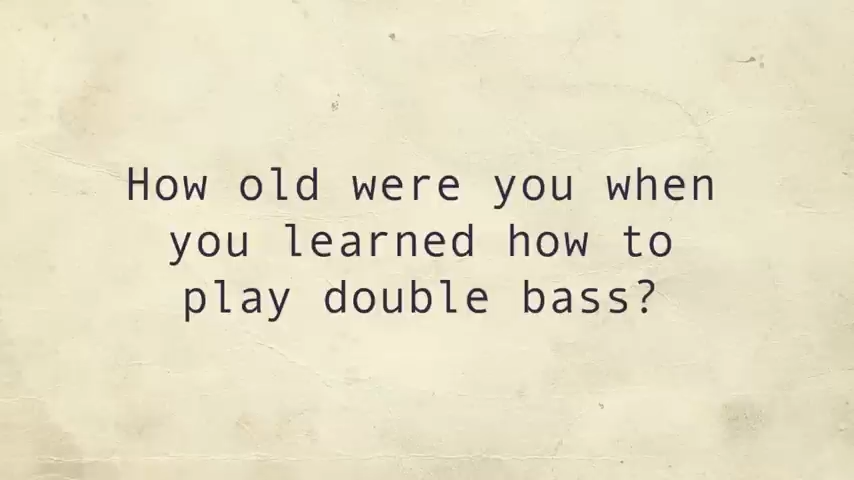 How old were you when
you learned how to
play double bass?